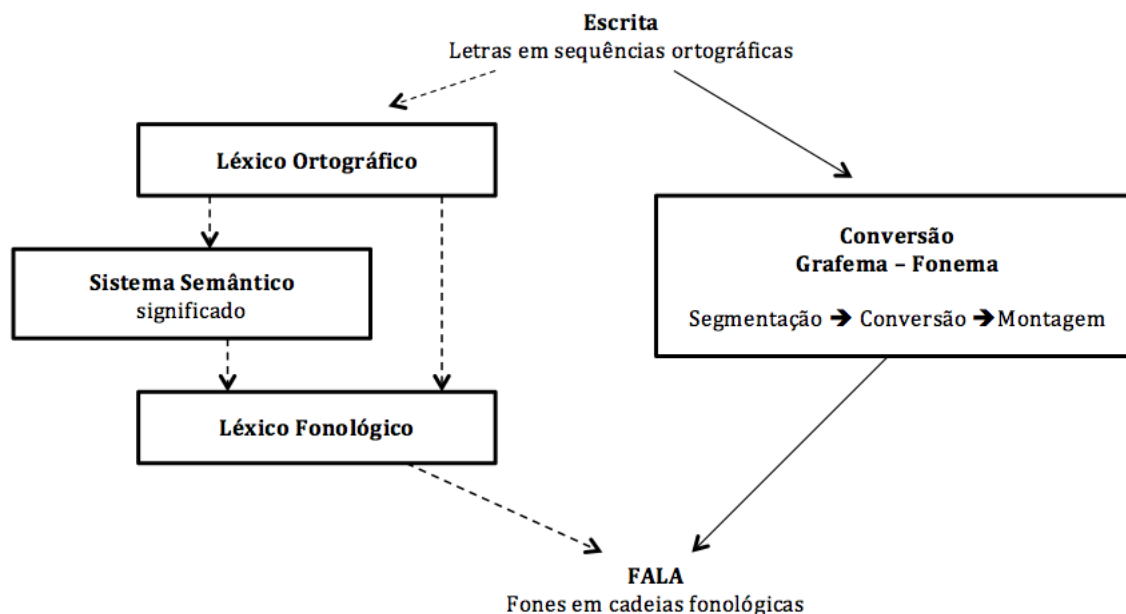 Escrita
Letras em sequências ortográficas
Léxico Ortográfico
Sistema Semântico
significado
Léxico Fonológico
Conversão
Grafema – Fonema
Segmentação ➔ Conversão ➔Montagem
FALA
Fones em cadeias fonológicas